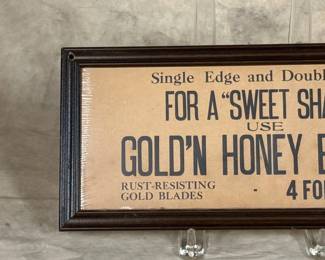 Single Edge and Doubl
FOR A "SWEET SHA
USE
GOLD'N HONEY
RUST-RESISTING
GOLD BLADES
- 4 FO